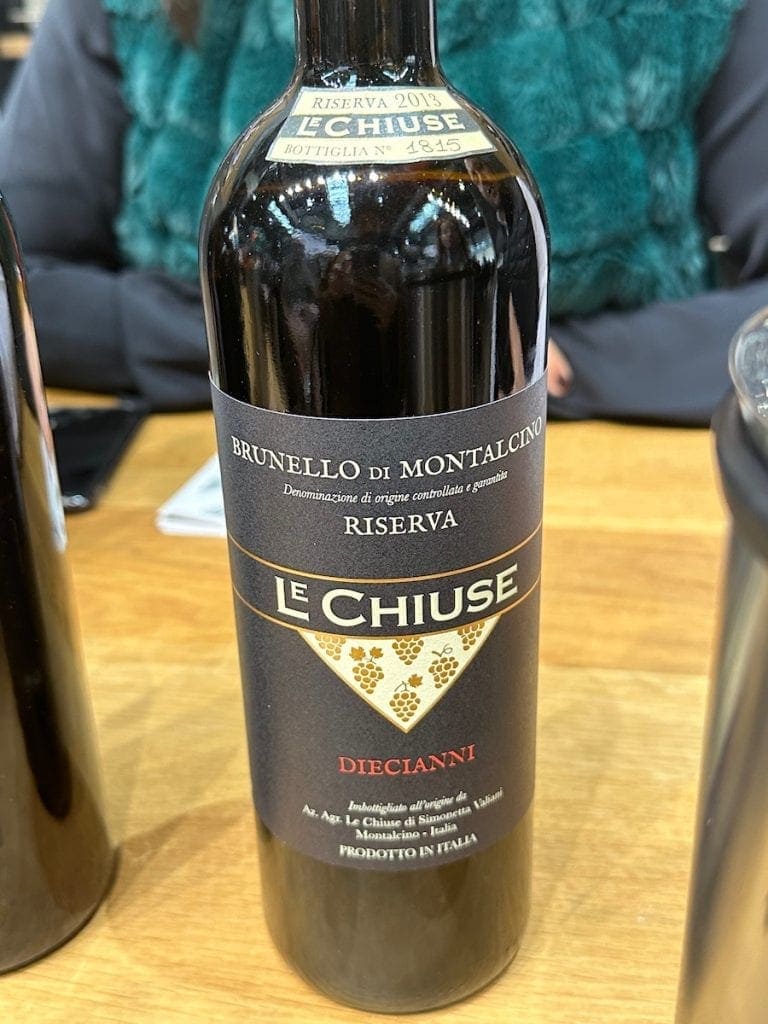 RISERVA 2013
LE CHIUSE
BOTTIGLIA N° 1815
BRUNELLO DI MONTALCINO
Denominazione di origine controllata e garantita
RISERVA
LE CHIUSE
DIECIANNI
Imbottigliato all'origine da
Az. Agr. Le Chiuse di Simonetta Valiani
Montalcino - Italia
PRODOTTO IN ITALIA